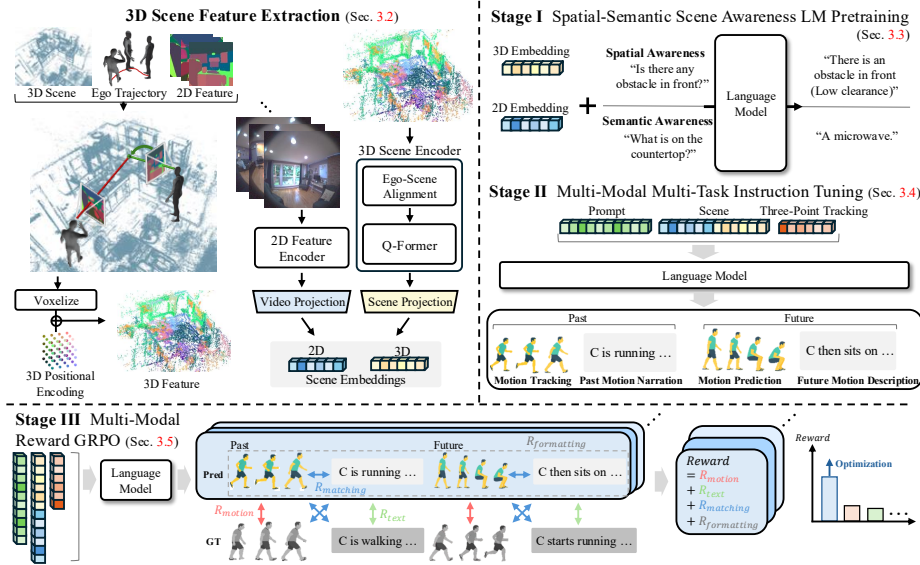 3D Scene Feature Extraction (Sec. 3.2)
3D Scene
Ego Trajectory
2D Feature
Voxelize
3D Positional
Encoding
3D Feature
2D Feature
Encoder
Video Projection
3D Scene Encoder
Ego-Scene
Alignment
Q-Former
Scene Projection
2D
3D
Scene Embeddings
Stage I Spatial-Semantic Scene Awareness LM Pretraining
(Sec. 3.3)
3D Embedding
2D Embedding
Spatial Awareness
“Is there any
obstacle in front?”
Semantic Awareness
“What is on the
countertop?”
Language
Model
“There is an
obstacle in front
(Low clearance)”
“A microwave.”
Stage II Multi-Modal Multi-Task Instruction Tuning (Sec. 3.4)
Prompt
Scene
Three-Point Tracking
Language Model
Past
Future
C is running …
C then sits on …
Motion Tracking
Past Motion Narration
Motion Prediction
Future Motion Description
Stage III Multi-Modal
Reward GRPO (Sec. 3.5)
Language
Model
Past
Future
R_formatting
Pred
C is running …
C then sits on …
R_matching
R_motion
R_text
GT
C is walking …
C starts running …
Reward
= R_motion
+ R_text
+ R_matching
+ R_formatting
Reward
Optimization